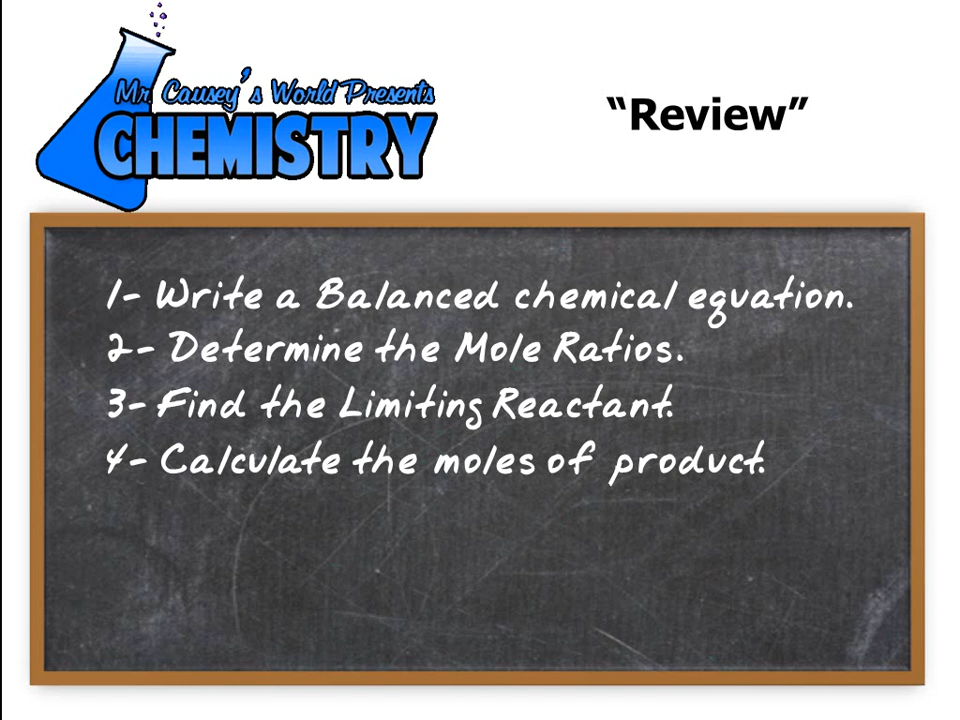 Mr. Causey's World Presents
CHEMISTRY
“Review”
1- Write a Balanced chemical equation.
2- Determine the Mole Ratios.
3- Find the Limiting Reactant.
4- Calculate the moles of product.